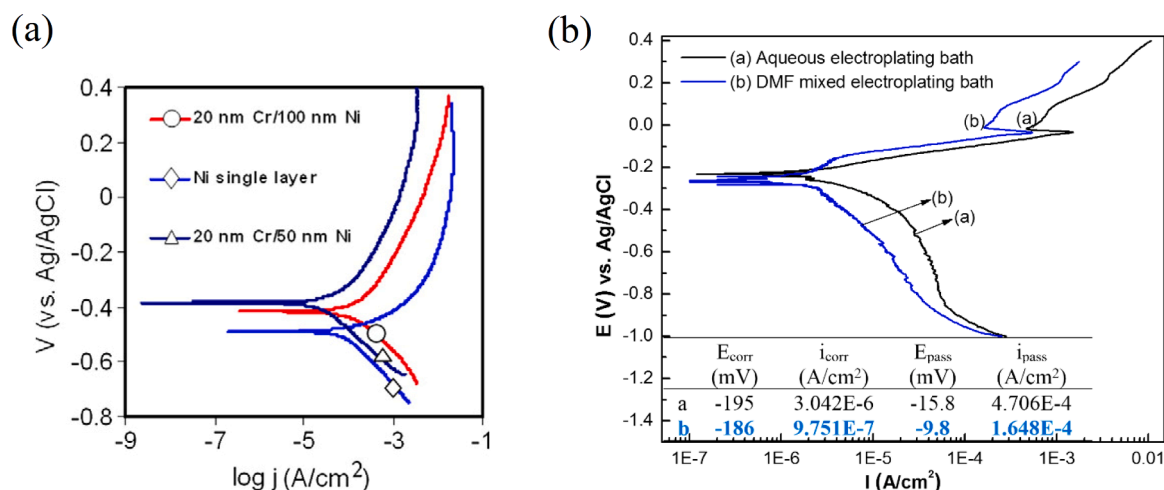 (a)
0.4
0.2
0
-0.2
-0.4
-0.6
-0.8
V (vs. Ag/AgCl)
20 nm Cr/100 nm Ni
Ni single layer
20 nm Cr/50 nm Ni
-9 -7 -5 -3 -1
log j (A/cm²)
(b)
0.4
0.2
0.0
-0.2
-0.4
-0.6
-0.8
-1.0
-1.2
-1.4
E (V) vs. Ag/AgCl
(a) Aqueous electroplating bath
(b) DMF mixed electroplating bath
(b) (a)
(b)
(a)
Ecorr icorr Epass ipass
(mV) (A/cm²) (mV) (A/cm²)
a -195 3.042E-6 -15.8 4.706E-4
b -186 9.751E-7 -9.8 1.648E-4
1E-7 1E-6 1E-5 1E-4 1E-3 0.01
I (A/cm²)